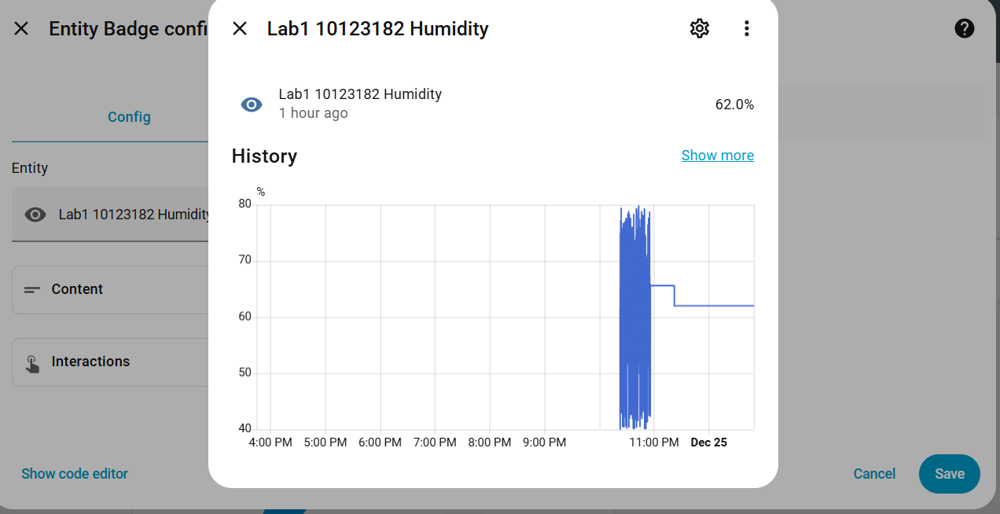 Entity Badge confi
Lab1 10123182 Humidity
?
Lab1 10123182 Humidity
1 hour ago
62.0%
Config
History
Show more
Entity
Lab1 10123182 Humidity
%
80
70
60
50
40
4:00 PM 5:00 PM 6:00 PM 7:00 PM 8:00 PM 9:00 PM 11:00 PM Dec 25
Content
Interactions
Show code editor
Cancel
Save